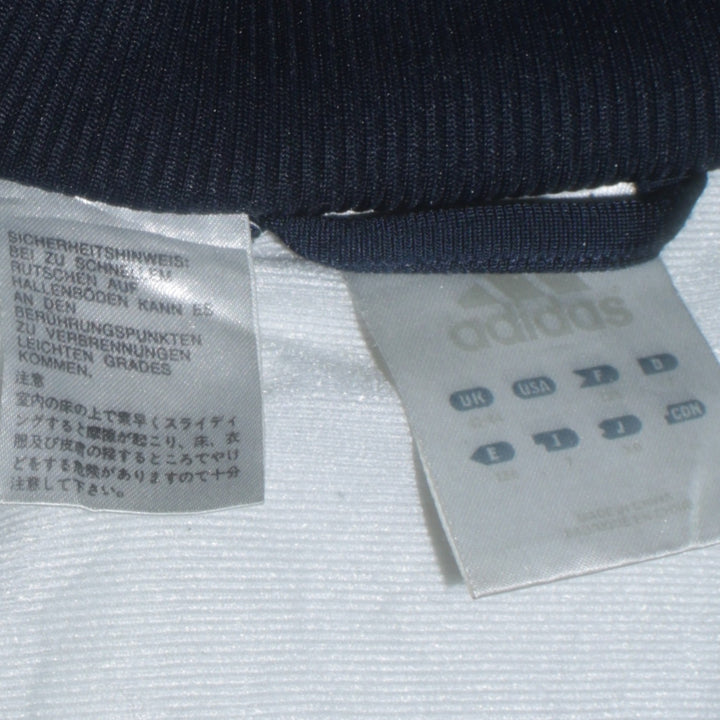 SICHERHEITSHINWEIS:
BEI ZU SCHNELLEM
RUTSCHEN AUF
HALLENBÖDEN KANN ES
AN DEN
BERÜHRUNGSPUNKTEN
ZU VERBRENNUNGEN
LEICHTEN GRADES
KOMMEN.
注意
室内の床の上で素早くスライディ
ングすると摩擦が起こり、床、衣
服及び皮膚の接するところでやけ
どをする危険がありますので十分
注意して下さい。
adidas
UK USA F D
E I J CDN